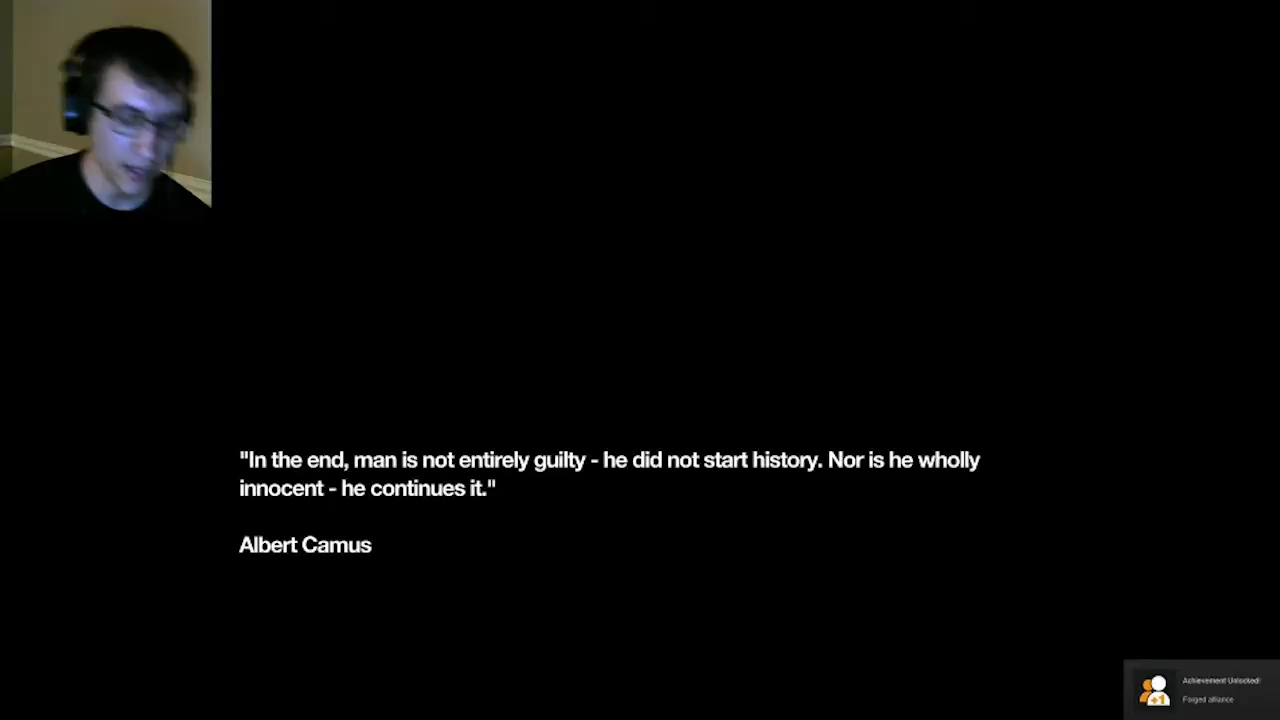 "In the end, man is not entirely guilty - he did not start history. Nor is he wholly
innocent - he continues it."
Albert Camus
+1
Achievement Unlocked!
Forged alliance